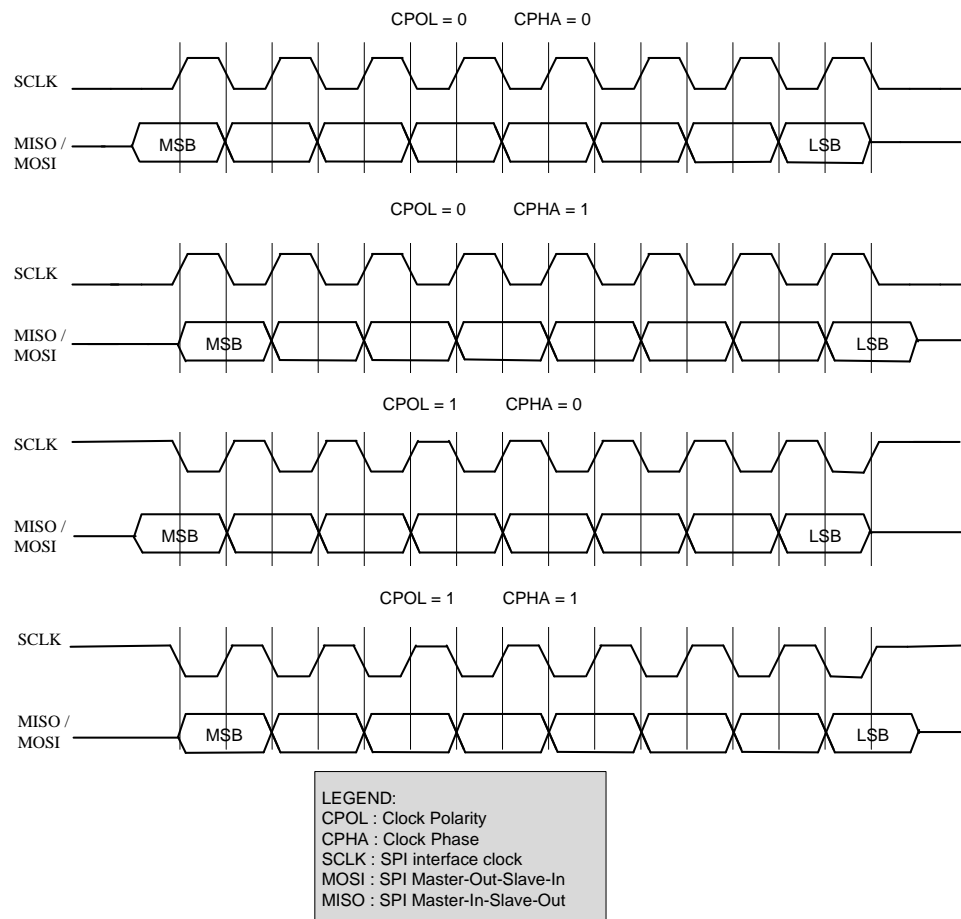 CPOL = 0 CPHA = 0
SCLK
MISO /
MOSI
MSB LSB
CPOL = 0 CPHA = 1
SCLK
MISO /
MOSI
MSB LSB
CPOL = 1 CPHA = 0
SCLK
MISO /
MOSI
MSB LSB
CPOL = 1 CPHA = 1
SCLK
MISO /
MOSI
MSB LSB
LEGEND:
CPOL : Clock Polarity
CPHA : Clock Phase
SCLK : SPI interface clock
MOSI : SPI Master-Out-Slave-In
MISO : SPI Master-In-Slave-Out